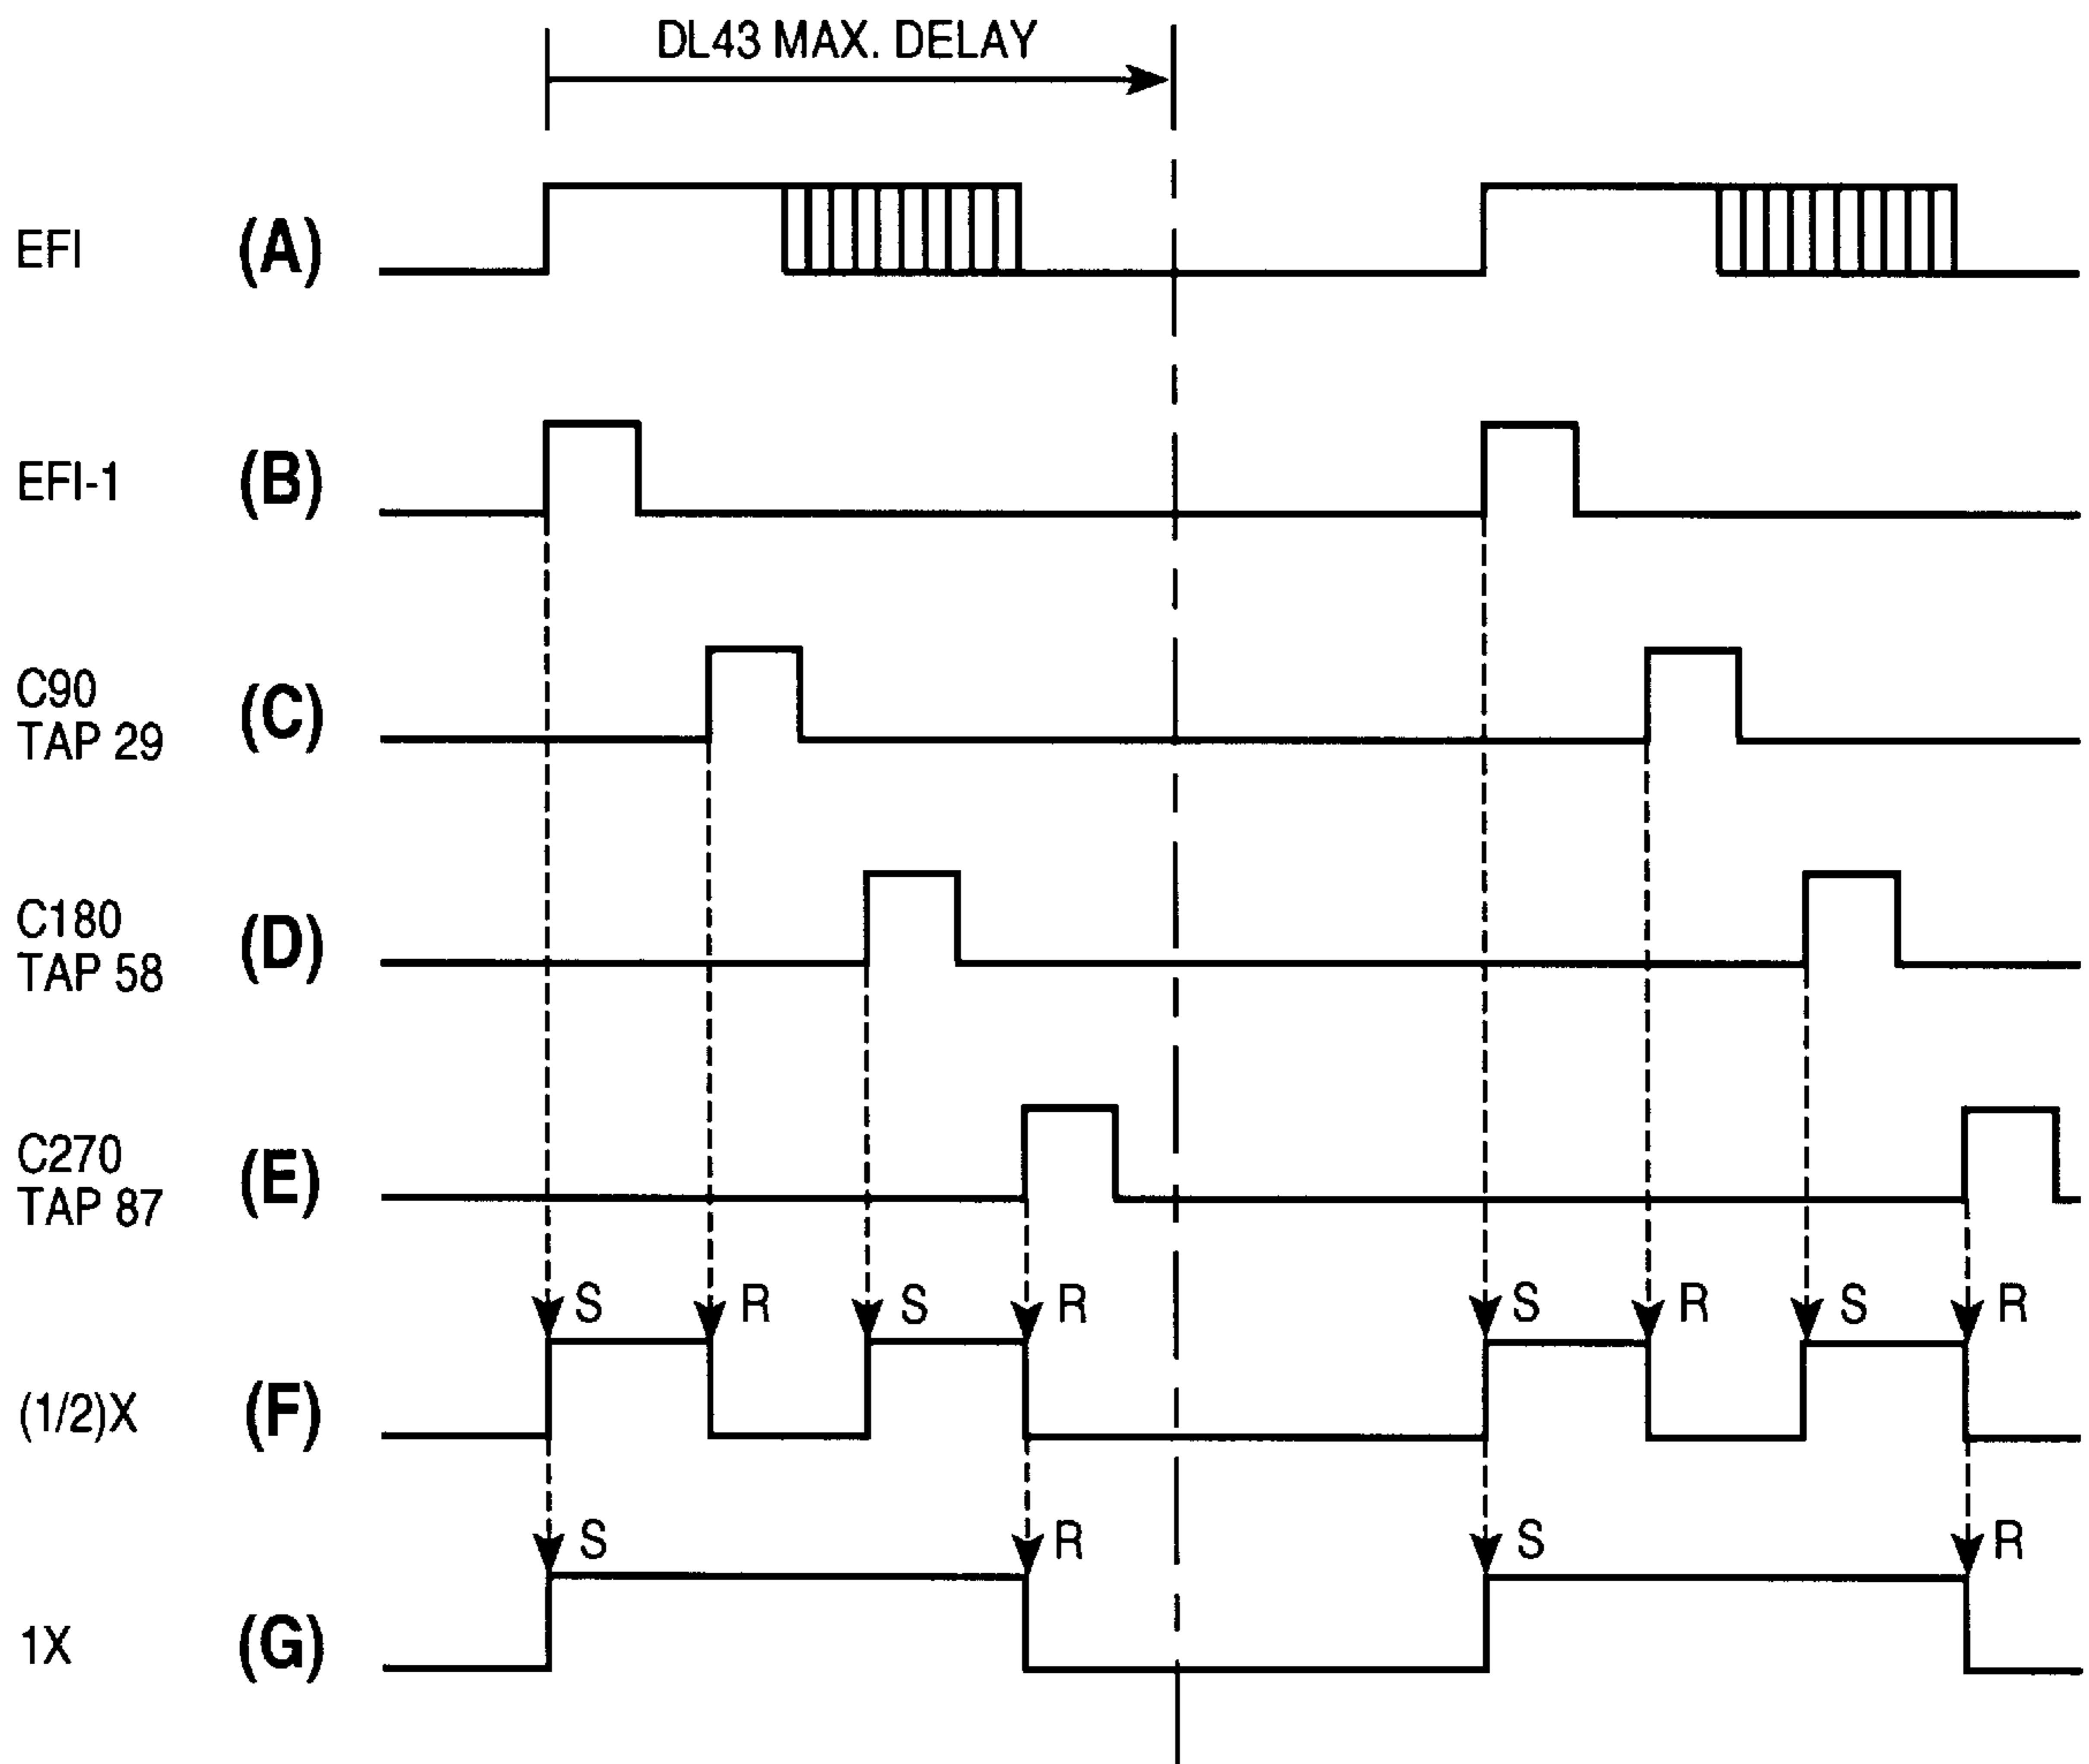 DL43 MAX. DELAY
EFI (A)
EFI-1 (B)
C90
TAP 29 (C)
C180
TAP 58 (D)
C270
TAP 87 (E)
S R S R S R S R
(1/2)X (F)
S R S R
1X (G)